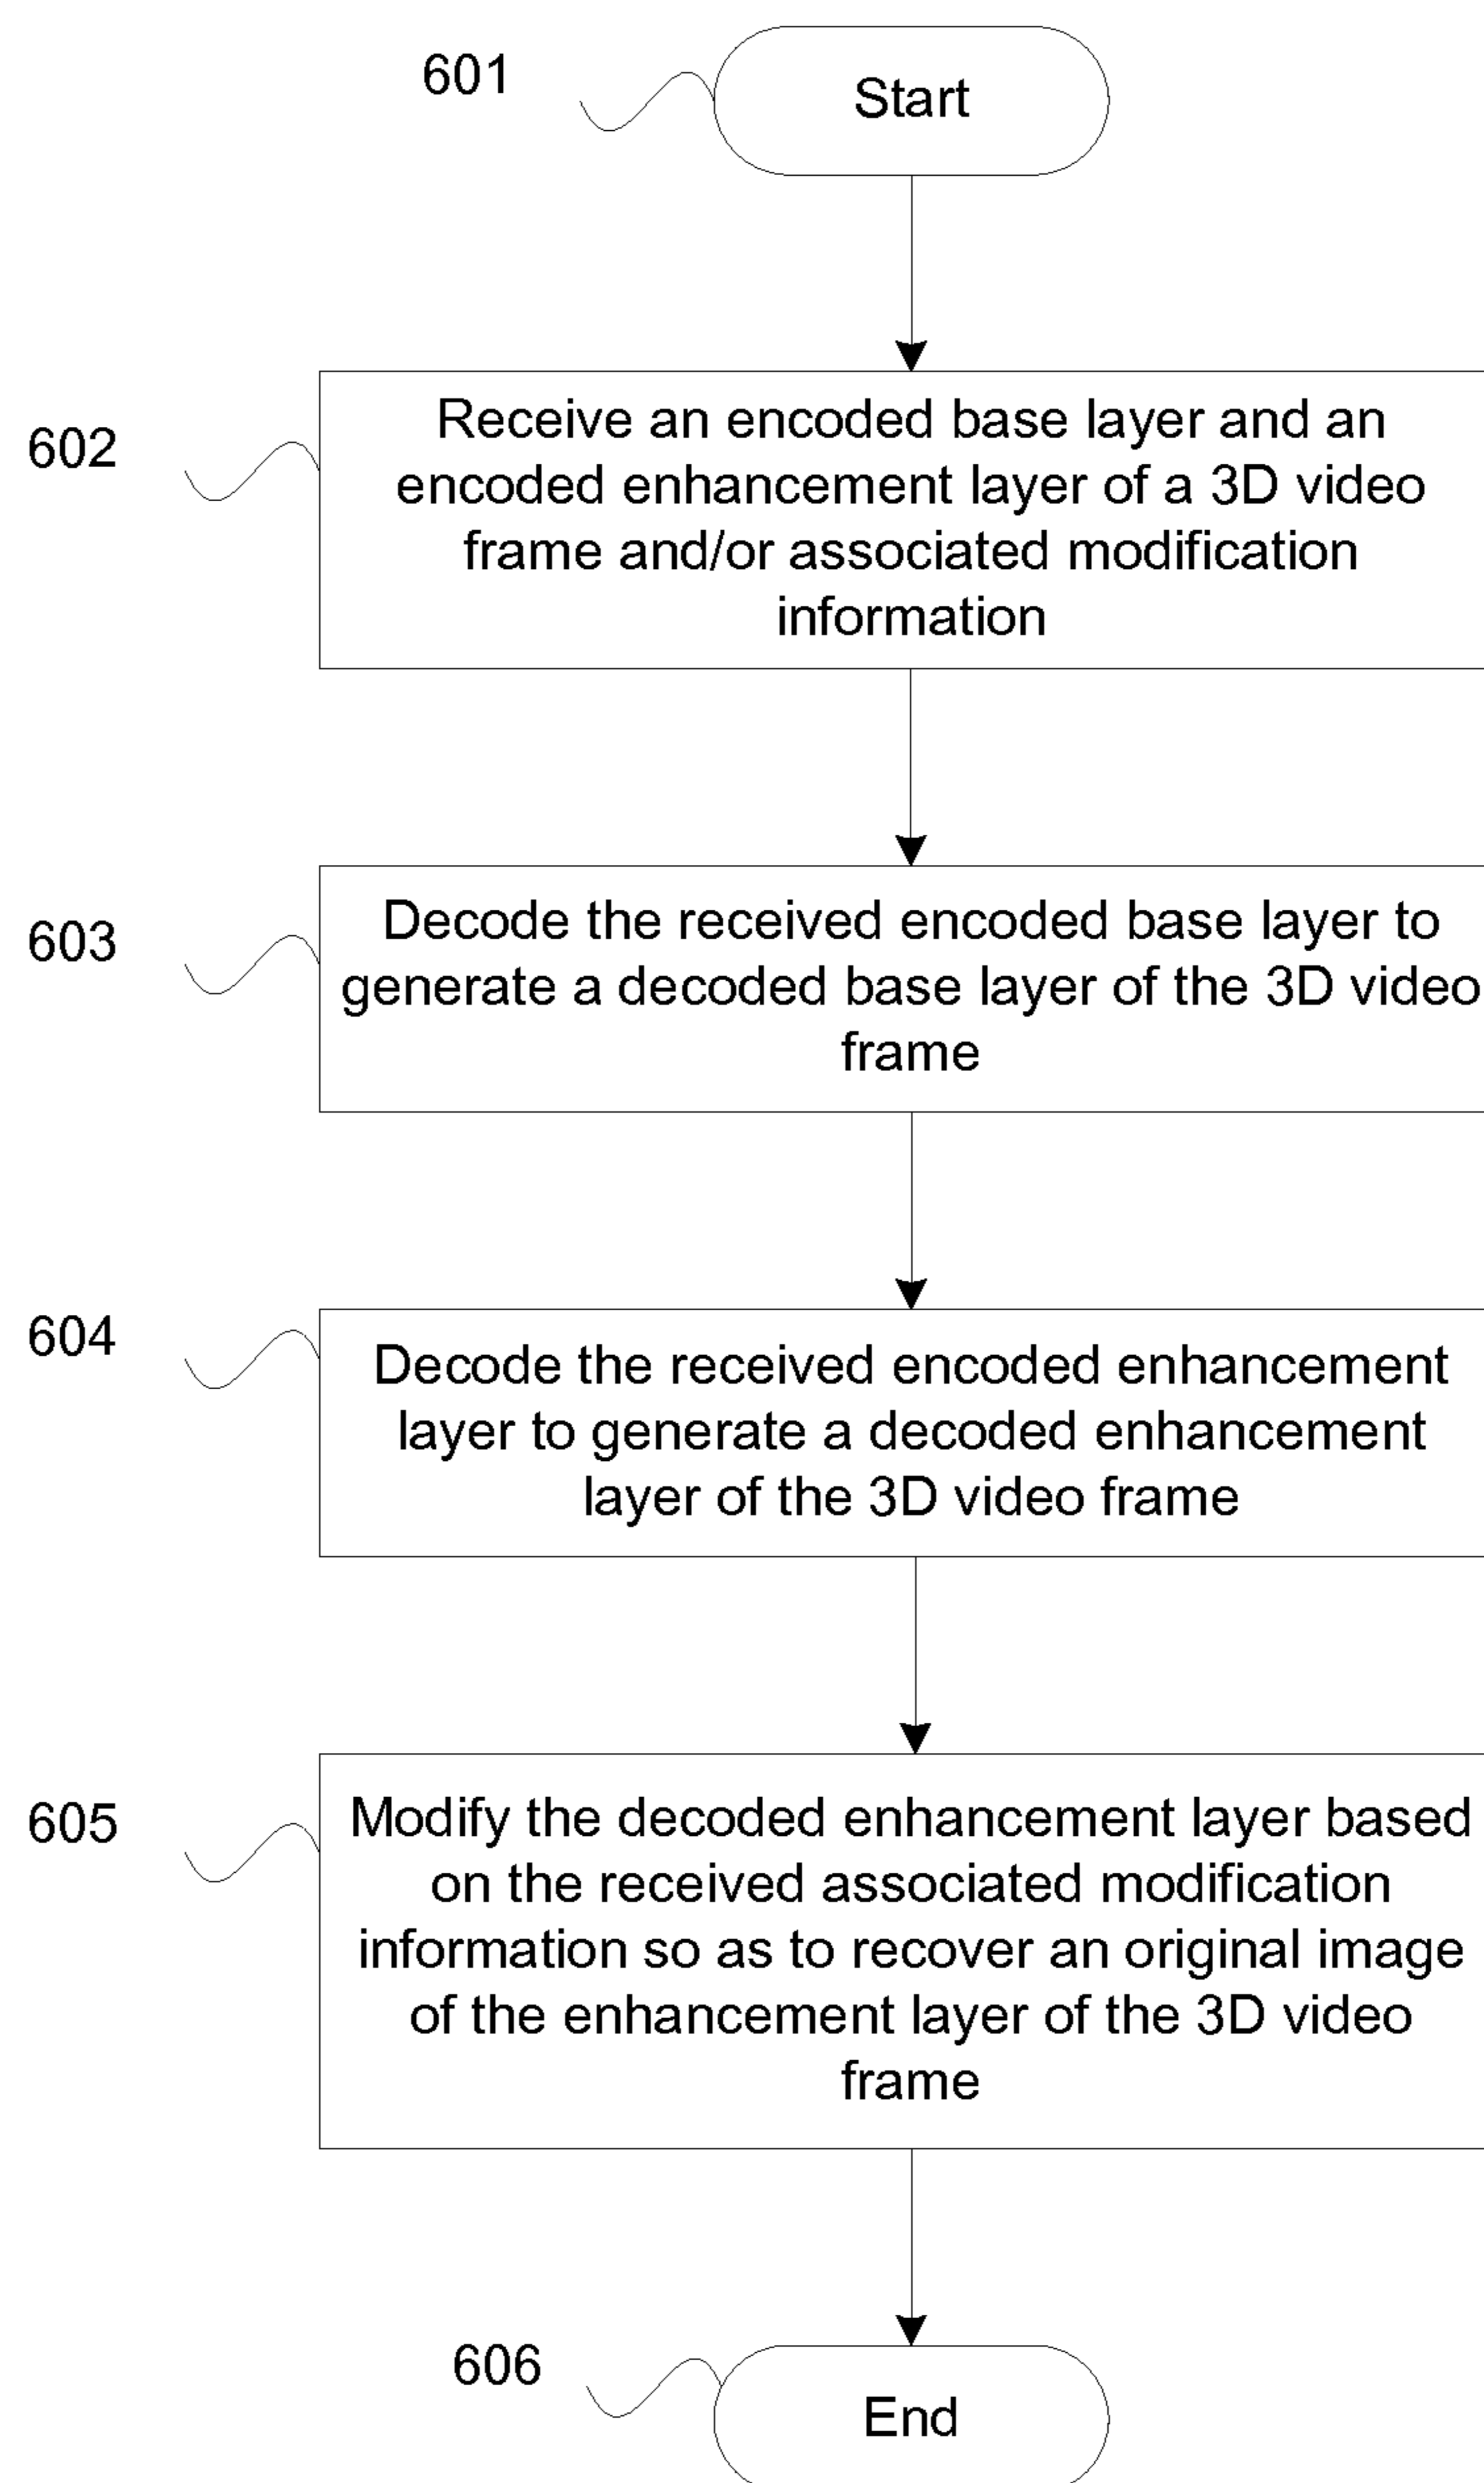 601
Start
602
Receive an encoded base layer and an
encoded enhancement layer of a 3D video
frame and/or associated modification
information
603
Decode the received encoded base layer to
generate a decoded base layer of the 3D video
frame
604
Decode the received encoded enhancement
layer to generate a decoded enhancement
layer of the 3D video frame
605
Modify the decoded enhancement layer based
on the received associated modification
information so as to recover an original image
of the enhancement layer of the 3D video
frame
606
End